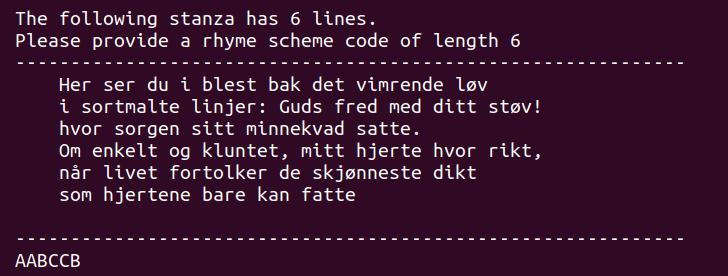 The following stanza has 6 lines.
Please provide a rhyme scheme code of length 6
-------------------------------------------------------------
Her ser du i blest bak det vimrende løv
i sortmalte linjer: Guds fred med ditt støv!
hvor sorgen sitt minnekvad satte.
Om enkelt og kluntet, mitt hjerte hvor rikt,
når livet fortolker de skjønneste dikt
som hjertene bare kan fatte
-------------------------------------------------------------
AABCCB